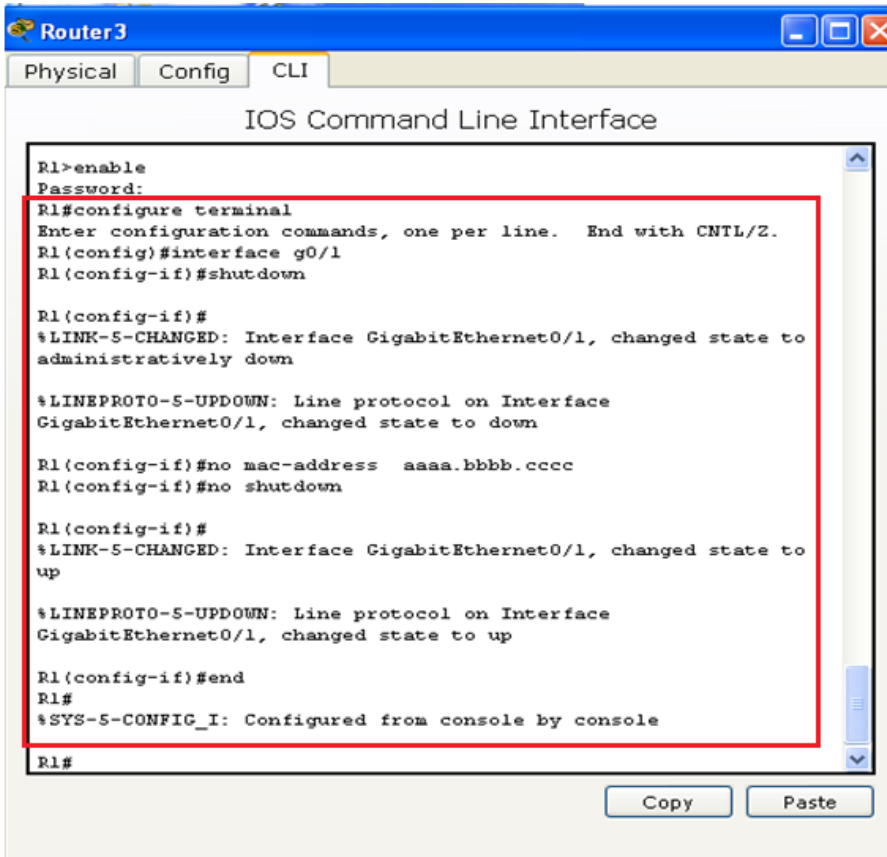 Router3
Physical Config CLI
IOS Command Line Interface
R1>enable
Password:
R1#configure terminal
Enter configuration commands, one per line.  End with CNTL/Z.
R1(config)#interface g0/1
R1(config-if)#shutdown
R1(config-if)#
%LINK-5-CHANGED: Interface GigabitEthernet0/1, changed state to
administratively down
%LINEPROTO-5-UPDOWN: Line protocol on Interface
GigabitEthernet0/1, changed state to down
R1(config-if)#no mac-address  aaaa.bbbb.cccc
R1(config-if)#no shutdown
R1(config-if)#
%LINK-5-CHANGED: Interface GigabitEthernet0/1, changed state to
up
%LINEPROTO-5-UPDOWN: Line protocol on Interface
GigabitEthernet0/1, changed state to up
R1(config-if)#end
R1#
%SYS-5-CONFIG_I: Configured from console by console
R1#
Copy Paste